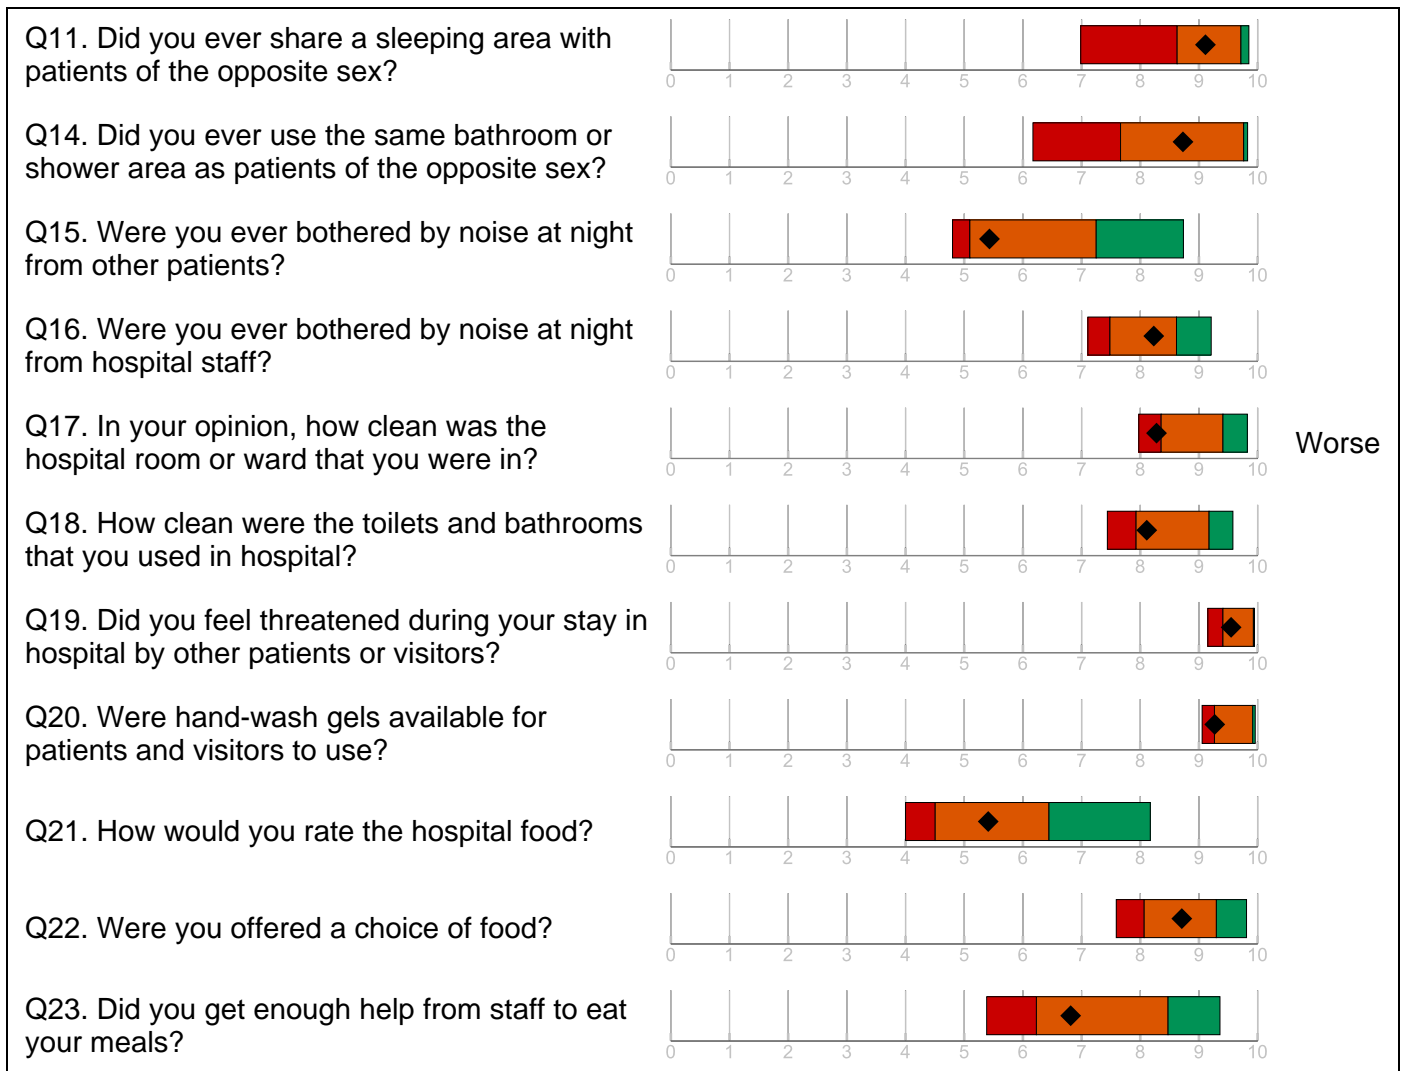 Q11. Did you ever share a sleeping area with
patients of the opposite sex?
0 1 2 3 4 5 6 7 8 9 10
Q14. Did you ever use the same bathroom or
shower area as patients of the opposite sex?
0 1 2 3 4 5 6 7 8 9 10
Q15. Were you ever bothered by noise at night
from other patients?
0 1 2 3 4 5 6 7 8 9 10
Q16. Were you ever bothered by noise at night
from hospital staff?
0 1 2 3 4 5 6 7 8 9 10
Q17. In your opinion, how clean was the
hospital room or ward that you were in?
Worse
0 1 2 3 4 5 6 7 8 9 10
Q18. How clean were the toilets and bathrooms
that you used in hospital?
0 1 2 3 4 5 6 7 8 9 10
Q19. Did you feel threatened during your stay in
hospital by other patients or visitors?
0 1 2 3 4 5 6 7 8 9 10
Q20. Were hand-wash gels available for
patients and visitors to use?
0 1 2 3 4 5 6 7 8 9 10
Q21. How would you rate the hospital food?
0 1 2 3 4 5 6 7 8 9 10
Q22. Were you offered a choice of food?
0 1 2 3 4 5 6 7 8 9 10
Q23. Did you get enough help from staff to eat
your meals?
0 1 2 3 4 5 6 7 8 9 10